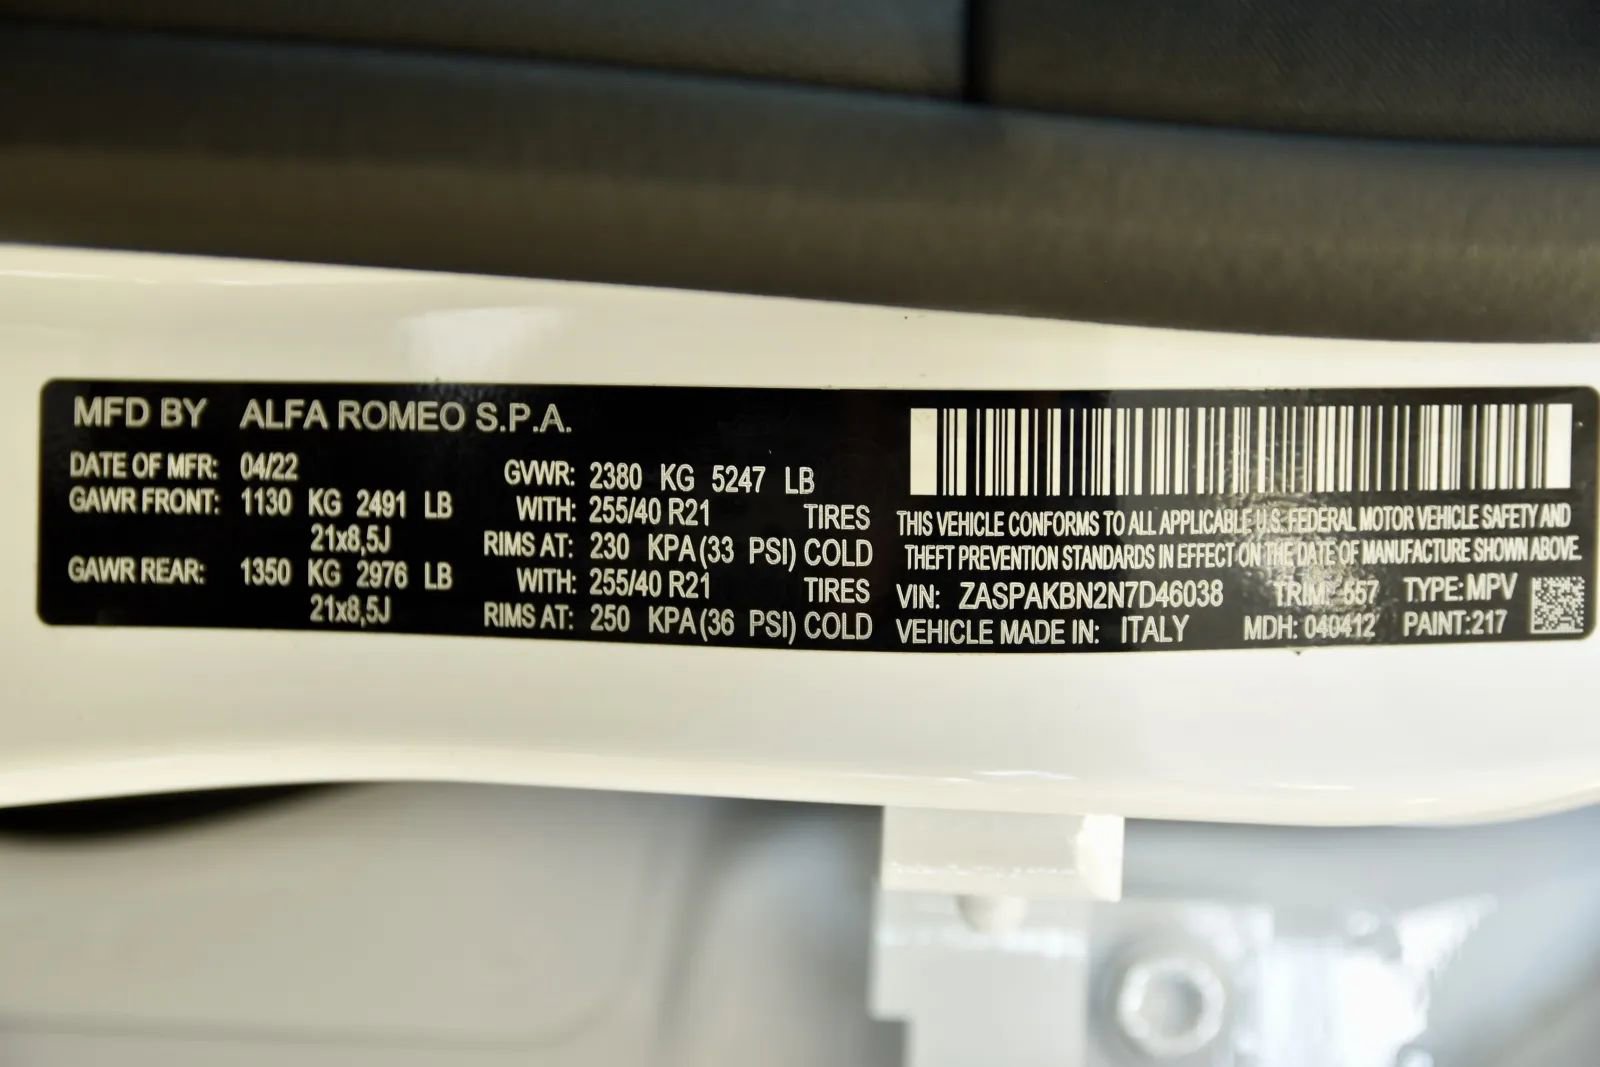 MFD BY ALFA ROMEO S.P.A.
DATE OF MFR: 04/22 GVWR: 2380 KG 5247 LB
GAWR FRONT: 1130 KG 2491 LB WITH: 255/40 R21 TIRES
21x8,5J RIMS AT: 230 KPA (33 PSI) COLD
GAWR REAR: 1350 KG 2976 LB WITH: 255/40 R21 TIRES
21x8,5J RIMS AT: 250 KPA (36 PSI) COLD
THIS VEHICLE CONFORMS TO ALL APPLICABLE U.S. FEDERAL MOTOR VEHICLE SAFETY AND
THEFT PREVENTION STANDARDS IN EFFECT ON THE DATE OF MANUFACTURE SHOWN ABOVE.
VIN: ZASPAKBN2N7D46038 TRIM: 557 TYPE: MPV
VEHICLE MADE IN: ITALY MDH: 040412 PAINT:217